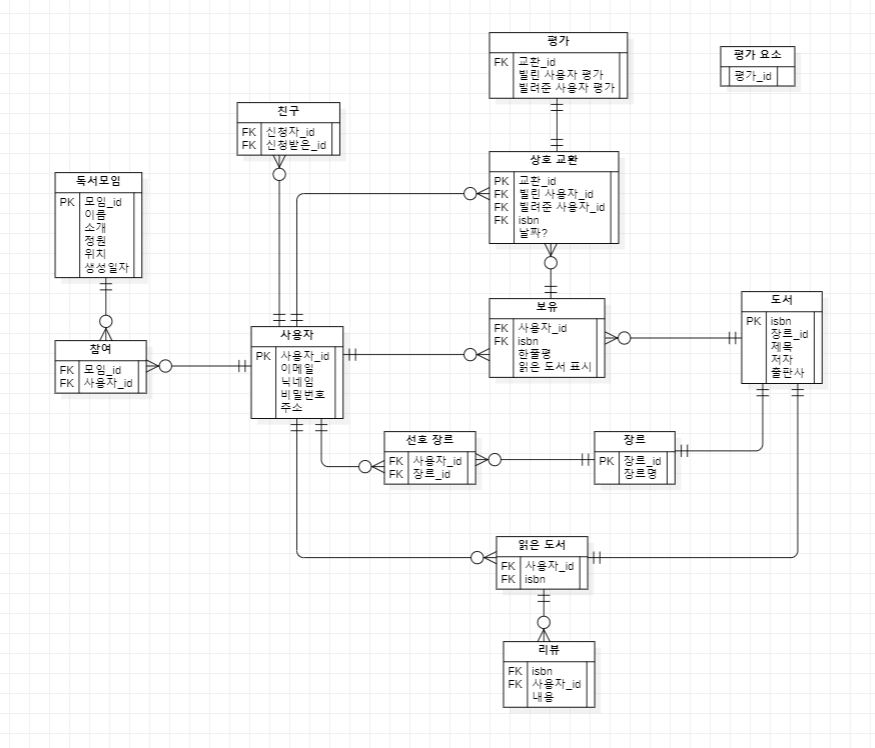 평가
FK 교환_id
빌린 사용자 평가
빌려준 사용자 평가
평가 요소
평가_id
친구
FK 신청자_id
FK 신청받은_id
상호 교환
PK 교환_id
FK 빌린 사용자_id
FK 빌려준 사용자_id
FK isbn
날짜?
독서모임
PK 모임_id
이름
소개
정원
위치
생성일자
보유
FK 사용자_id
FK isbn
한줄평
읽은 도서 표시
도서
PK isbn
장르_id
제목
저자
출판사
사용자
PK 사용자_id
이메일
닉네임
비밀번호
주소
참여
FK 모임_id
FK 사용자_id
선호 장르
FK 사용자_id
FK 장르_id
장르
PK 장르_id
장르명
읽은 도서
FK 사용자_id
FK isbn
리뷰
FK isbn
FK 사용자_id
내용